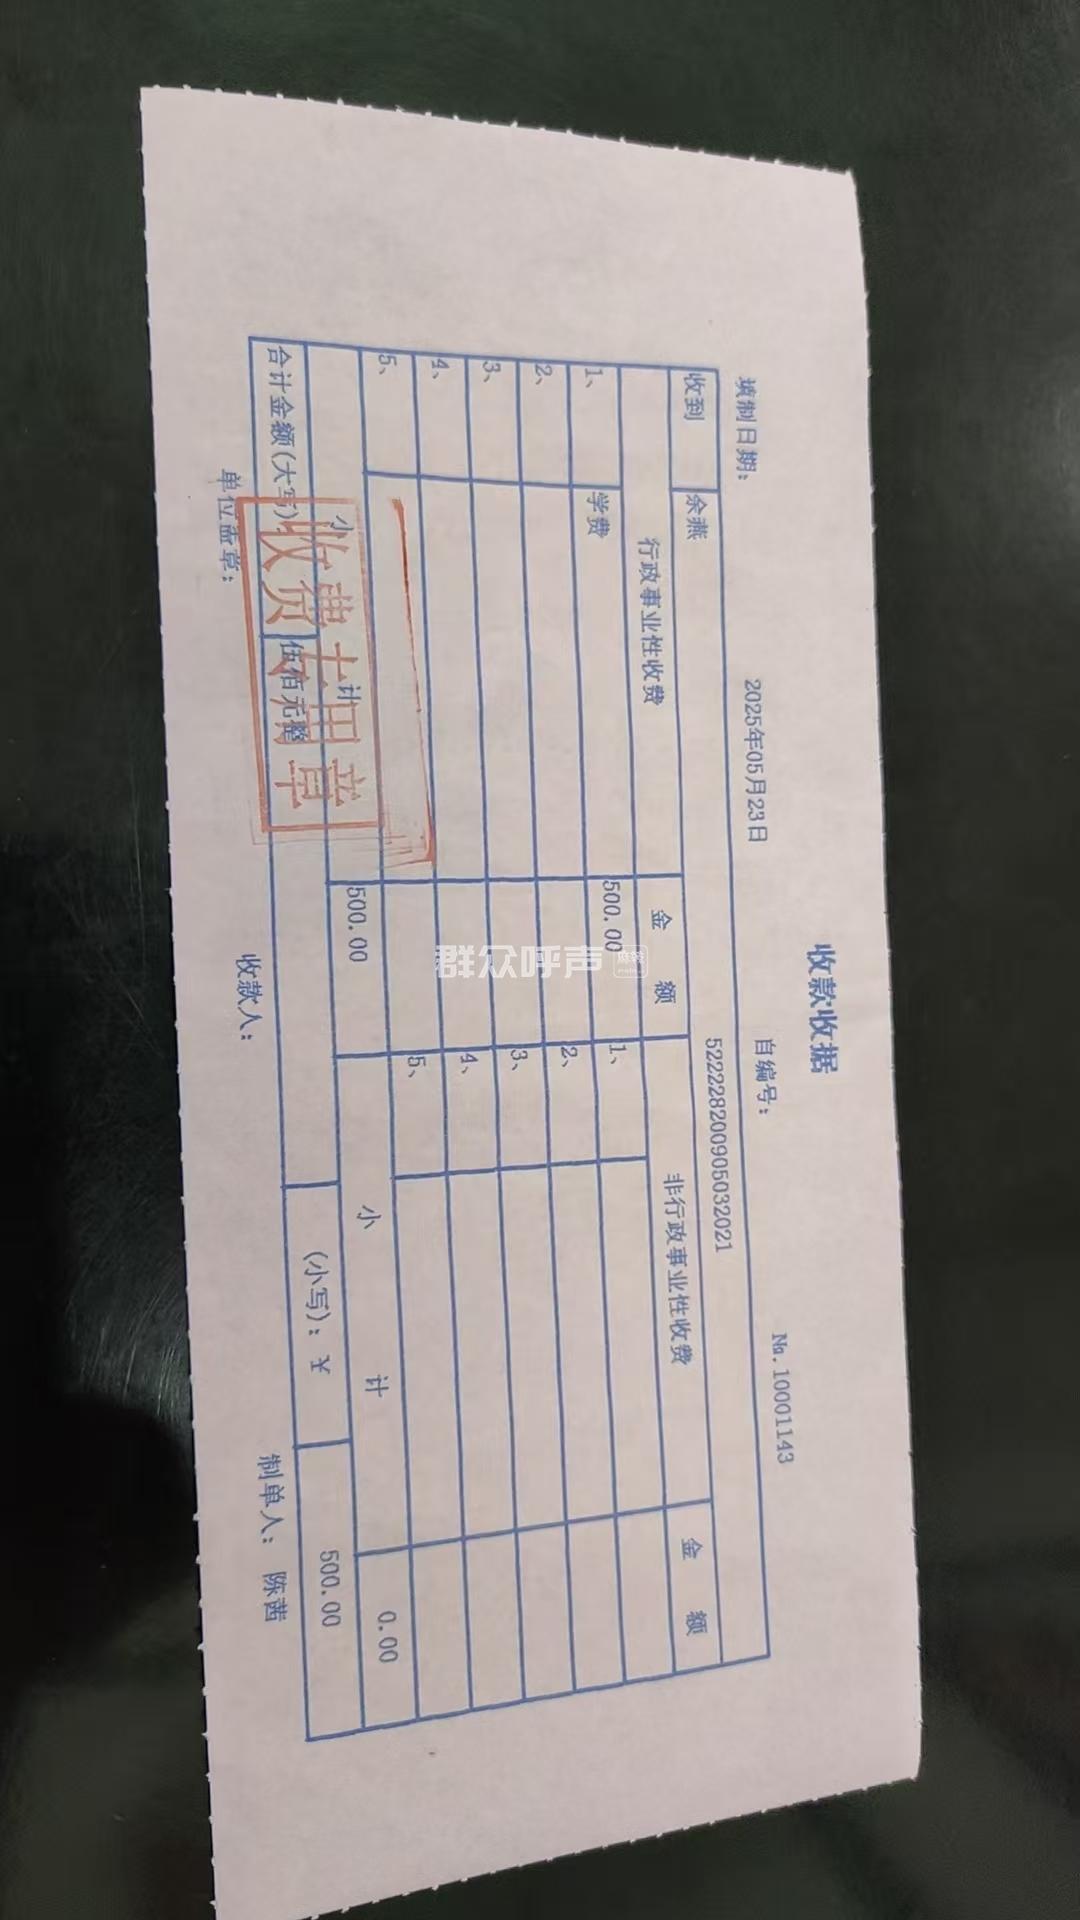 收款收据
填制日期: 2025年05月23日 自编号: №.10001143
收到 余燕 522228200905032021
行政事业性收费 金 额 非行政事业性收费 金 额
1、 学费 500.00 1、
2、 2、
3、 3、
4、 4、
5、 5、
小 计 500.00 小 计 0.00
合计金额(大写) 伍佰元整 (小写): ¥ 500.00
单位盖章: 收款人: 制单人: 陈茜
收费专用章
群众呼声